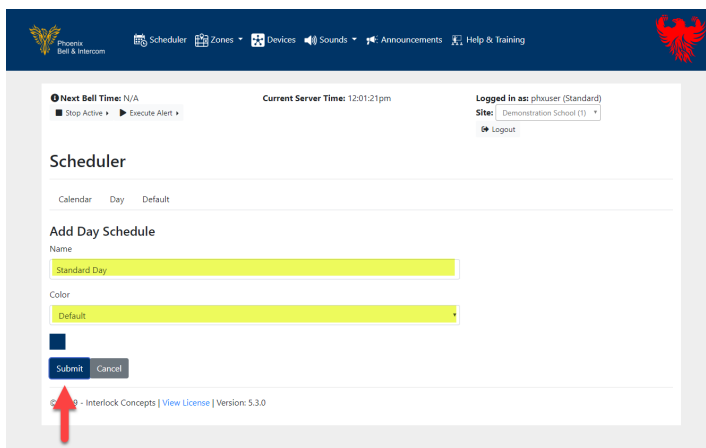 Phoenix
Bell & Intercom
Scheduler Zones Devices Sounds Announcements Help & Training
Next Bell Time: N/A Current Server Time: 12:01:21pm Logged in as: phxuser (Standard)
Stop Active Execute Alert Site: Demonstration School (1)
Logout
Scheduler
Calendar Day Default
Add Day Schedule
Name
Standard Day
Color
Default
Submit Cancel
© 9 - Interlock Concepts | View License | Version: 5.3.0